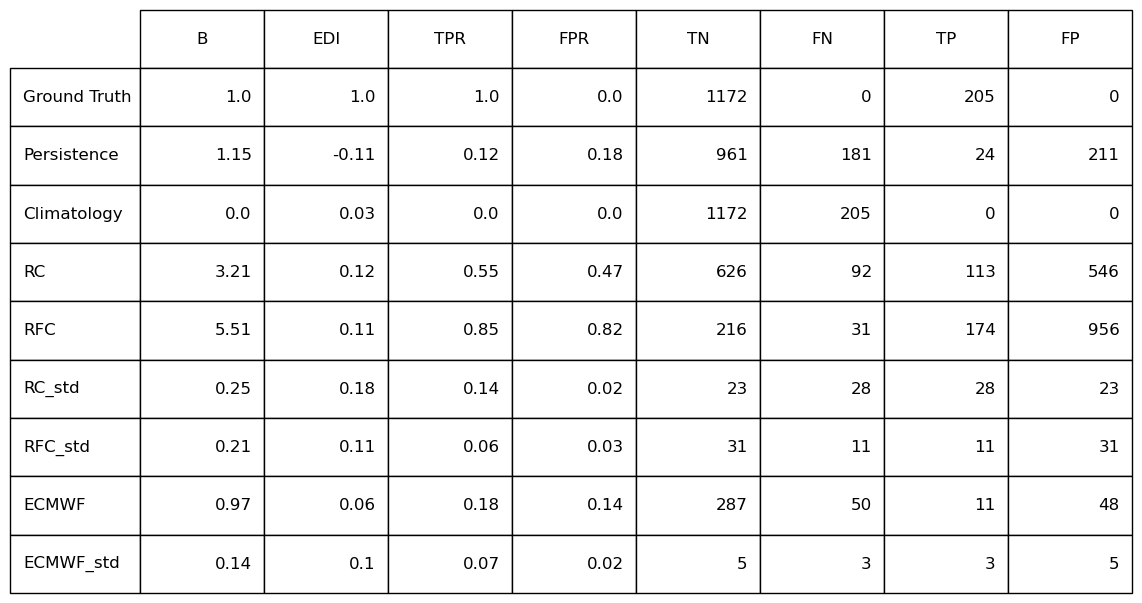 B EDI TPR FPR TN FN TP FP
Ground Truth 1.0 1.0 1.0 0.0 1172 0 205 0
Persistence 1.15 -0.11 0.12 0.18 961 181 24 211
Climatology 0.0 0.03 0.0 0.0 1172 205 0 0
RC 3.21 0.12 0.55 0.47 626 92 113 546
RFC 5.51 0.11 0.85 0.82 216 31 174 956
RC_std 0.25 0.18 0.14 0.02 23 28 28 23
RFC_std 0.21 0.11 0.06 0.03 31 11 11 31
ECMWF 0.97 0.06 0.18 0.14 287 50 11 48
ECMWF_std 0.14 0.1 0.07 0.02 5 3 3 5